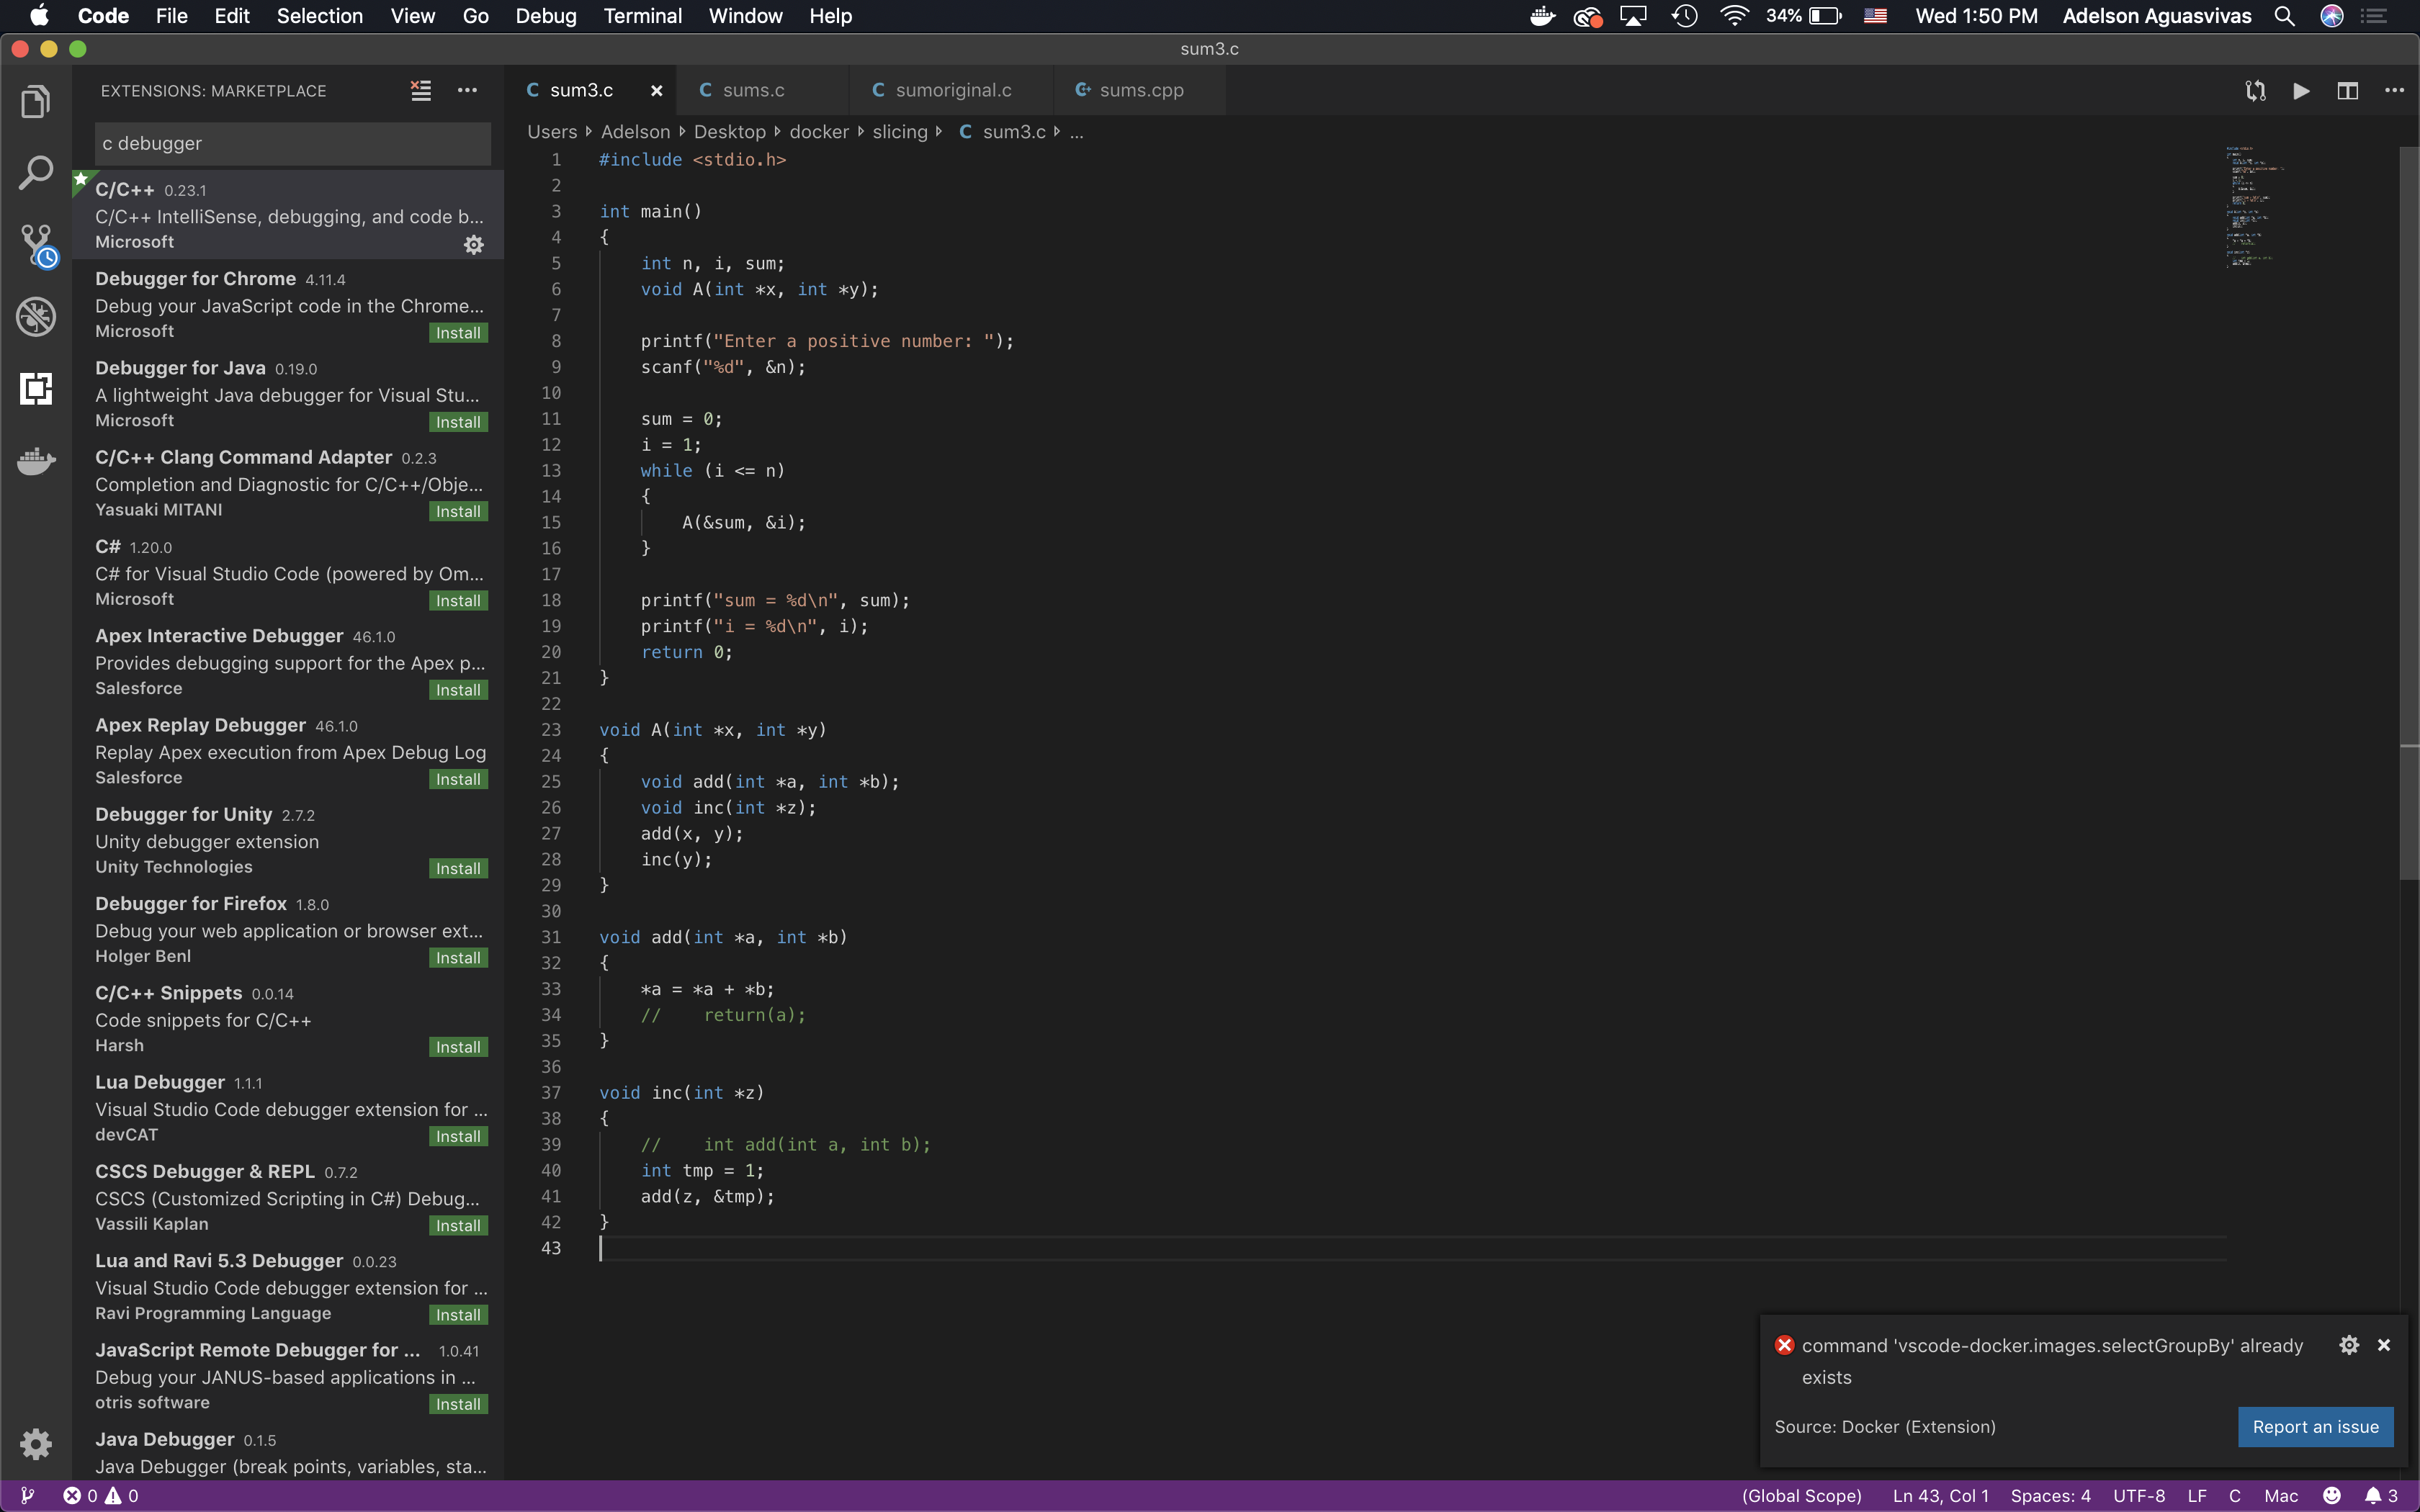 Code File Edit Selection View Go Debug Terminal Window Help 34% Wed 1:50 PM Adelson Aguasvivas
sum3.c
EXTENSIONS: MARKETPLACE
c debugger
C/C++ 0.23.1
C/C++ IntelliSense, debugging, and code b...
Microsoft
Debugger for Chrome 4.11.4
Debug your JavaScript code in the Chrome...
Microsoft Install
Debugger for Java 0.19.0
A lightweight Java debugger for Visual Stu...
Microsoft Install
C/C++ Clang Command Adapter 0.2.3
Completion and Diagnostic for C/C++/Obje...
Yasuaki MITANI Install
C# 1.20.0
C# for Visual Studio Code (powered by Om...
Microsoft Install
Apex Interactive Debugger 46.1.0
Provides debugging support for the Apex p...
Salesforce Install
Apex Replay Debugger 46.1.0
Replay Apex execution from Apex Debug Log
Salesforce Install
Debugger for Unity 2.7.2
Unity debugger extension
Unity Technologies Install
Debugger for Firefox 1.8.0
Debug your web application or browser ext...
Holger Benl Install
C/C++ Snippets 0.0.14
Code snippets for C/C++
Harsh Install
Lua Debugger 1.1.1
Visual Studio Code debugger extension for ...
devCAT Install
CSCS Debugger & REPL 0.7.2
CSCS (Customized Scripting in C#) Debug...
Vassili Kaplan Install
Lua and Ravi 5.3 Debugger 0.0.23
Visual Studio Code debugger extension for ...
Ravi Programming Language Install
JavaScript Remote Debugger for ... 1.0.41
Debug your JANUS-based applications in ...
otris software Install
Java Debugger 0.1.5
Java Debugger (break points, variables, sta...
C sum3.c C sums.c C sumoriginal.c C+ sums.cpp
Users Adelson Desktop docker slicing C sum3.c ...
1 #include <stdio.h>
2
3 int main()
4 {
5 int n, i, sum;
6 void A(int *x, int *y);
7
8 printf("Enter a positive number: ");
9 scanf("%d", &n);
10
11 sum = 0;
12 i = 1;
13 while (i <= n)
14 {
15 A(&sum, &i);
16 }
17
18 printf("sum = %d\n", sum);
19 printf("i = %d\n", i);
20 return 0;
21 }
22
23 void A(int *x, int *y)
24 {
25 void add(int *a, int *b);
26 void inc(int *z);
27 add(x, y);
28 inc(y);
29 }
30
31 void add(int *a, int *b)
32 {
33 *a = *a + *b;
34 //    return(a);
35 }
36
37 void inc(int *z)
38 {
39 //    int add(int a, int b);
40 int tmp = 1;
41 add(z, &tmp);
42 }
43
command 'vscode-docker.images.selectGroupBy' already
exists
Source: Docker (Extension) Report an issue
0 0 (Global Scope) Ln 43, Col 1 Spaces: 4 UTF-8 LF C Mac 3